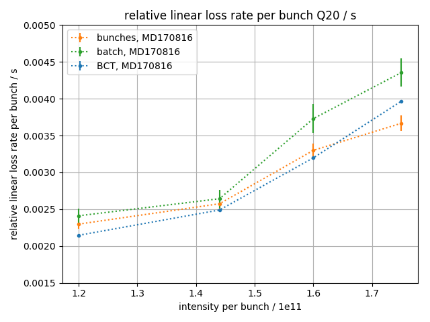 relative linear loss rate per bunch Q20 / s
bunches, MD170816
batch, MD170816
BCT, MD170816
relative linear loss rate per bunch / s
0.0050
0.0045
0.0040
0.0035
0.0030
0.0025
0.0020
0.0015
1.2 1.3 1.4 1.5 1.6 1.7
intensity per bunch / 1e11